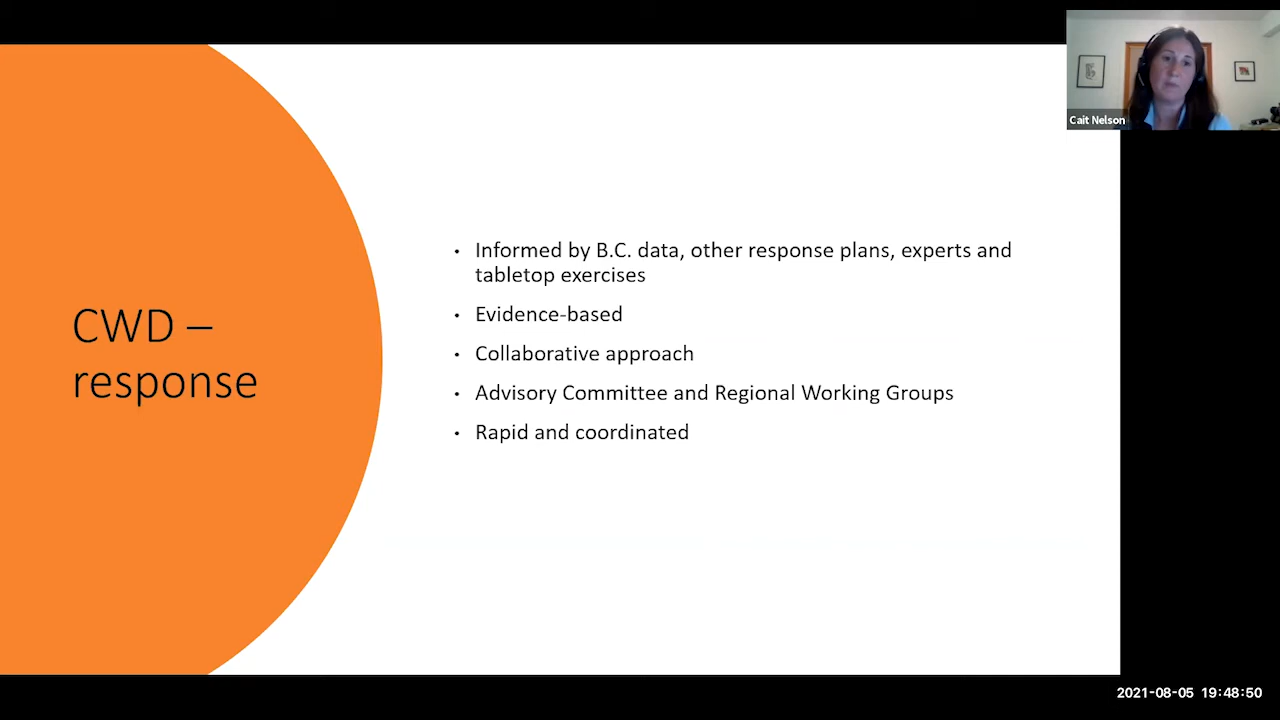 CWD –
response
• Informed by B.C. data, other response plans, experts and
tabletop exercises
• Evidence-based
• Collaborative approach
• Advisory Committee and Regional Working Groups
• Rapid and coordinated
Cait Nelson
2021-08-05 19:48:50